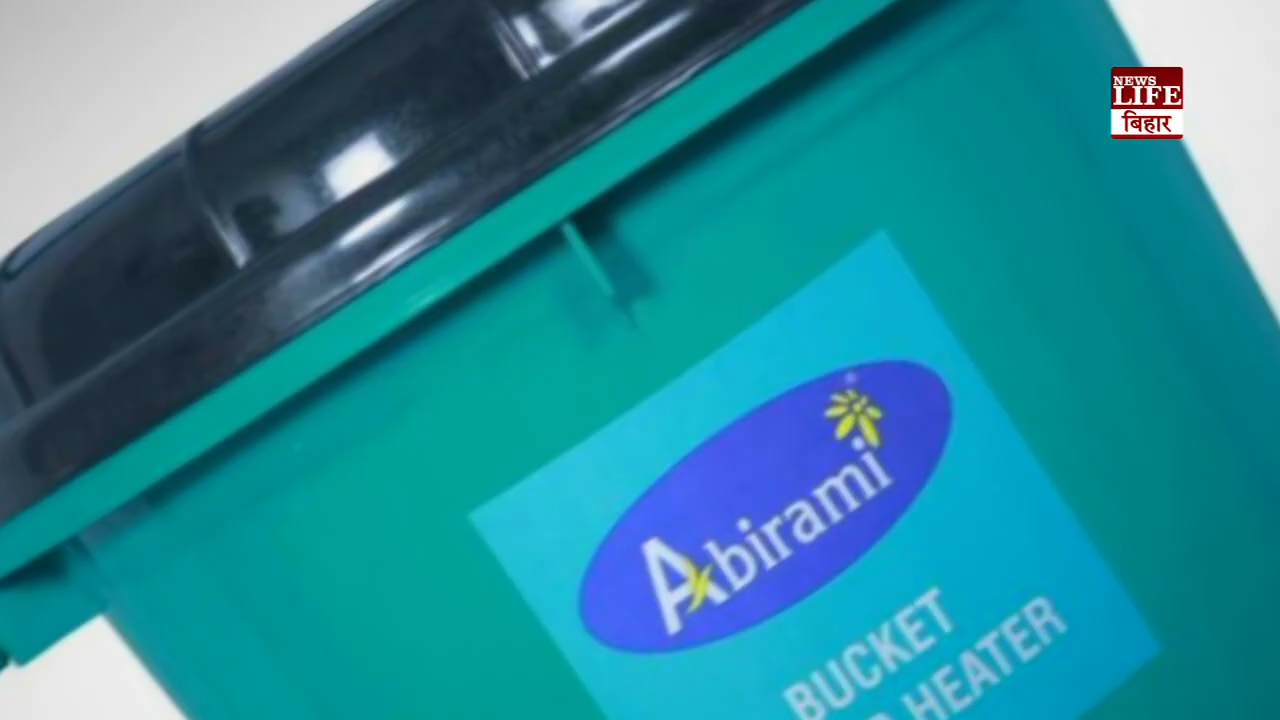 NEWS
LIFE
बिहार
Abirami
BUCKET
HEATER